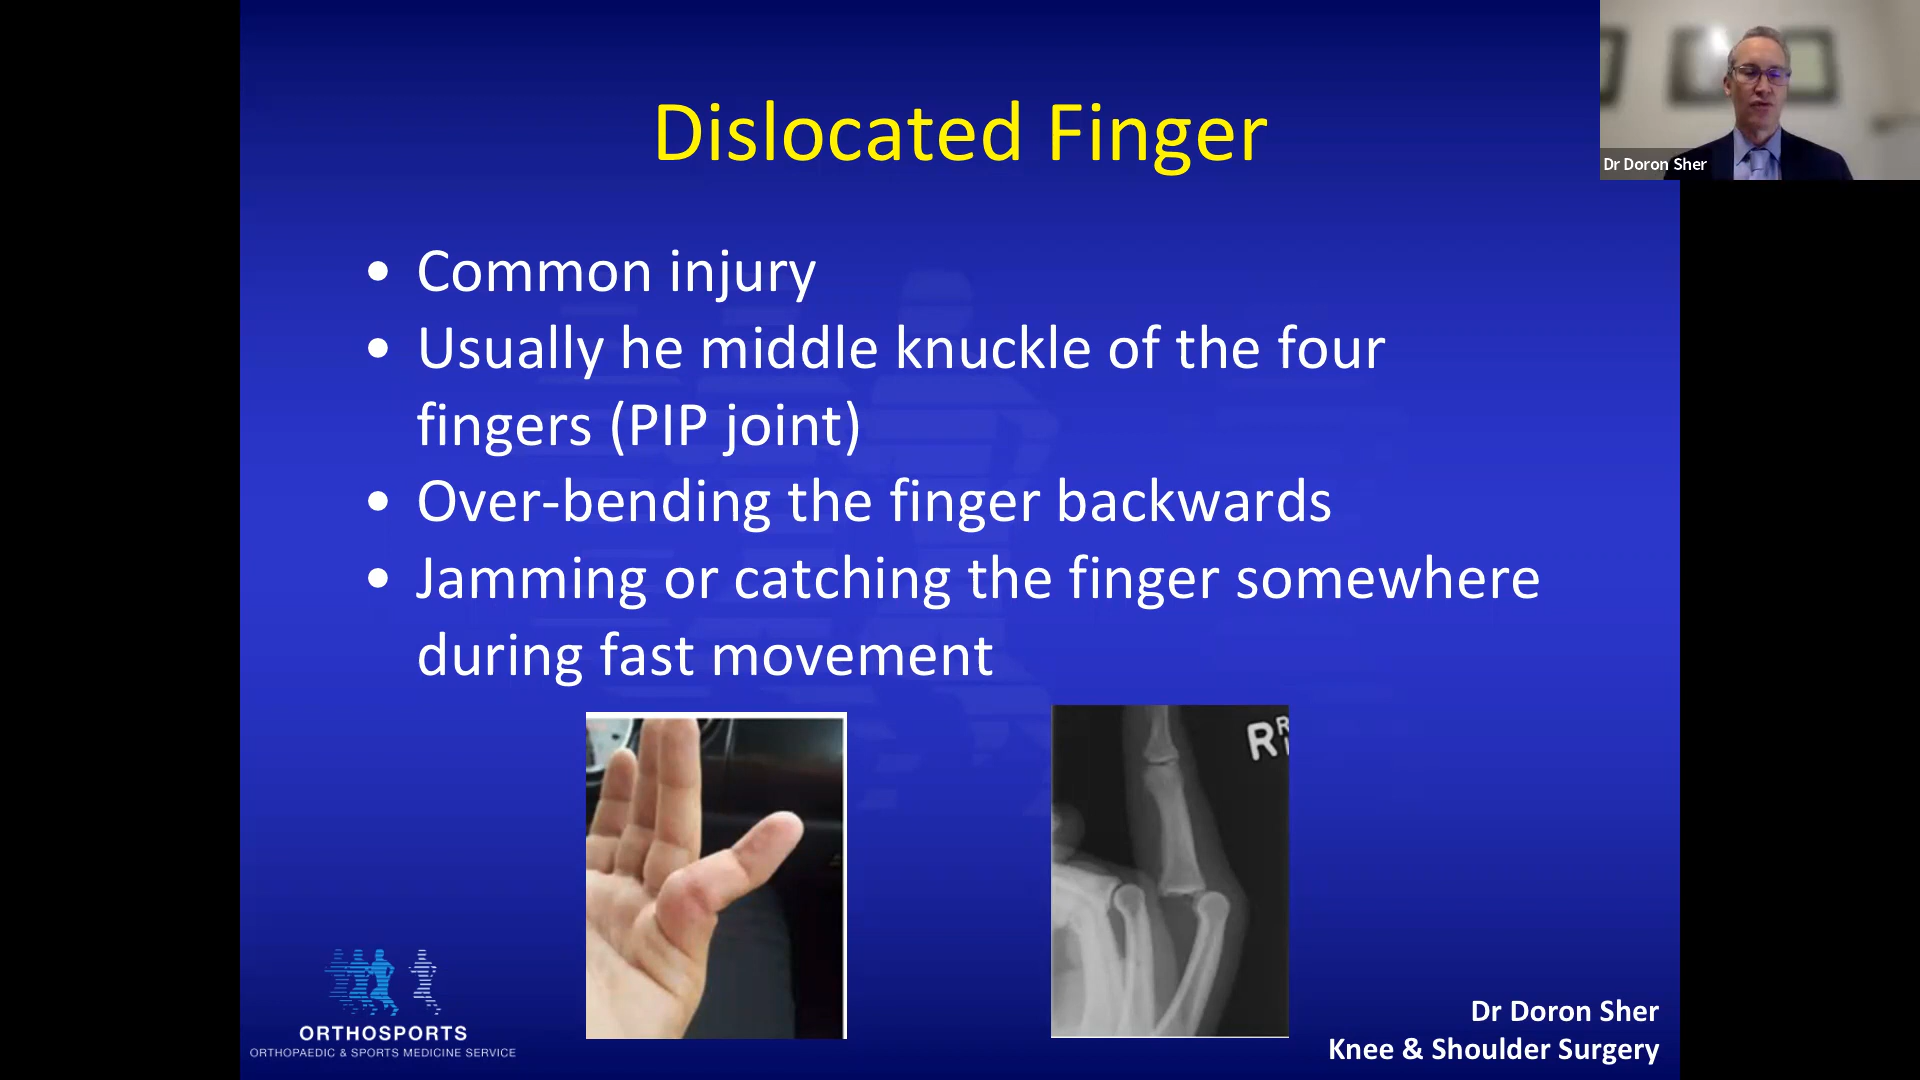 Dislocated Finger
Dr Doron Sher
• Common injury
• Usually he middle knuckle of the four
fingers (PIP joint)
• Over-bending the finger backwards
• Jamming or catching the finger somewhere
during fast movement
R
ORTHOSPORTS
ORTHOPAEDIC & SPORTS MEDICINE SERVICE
Dr Doron Sher
Knee & Shoulder Surgery